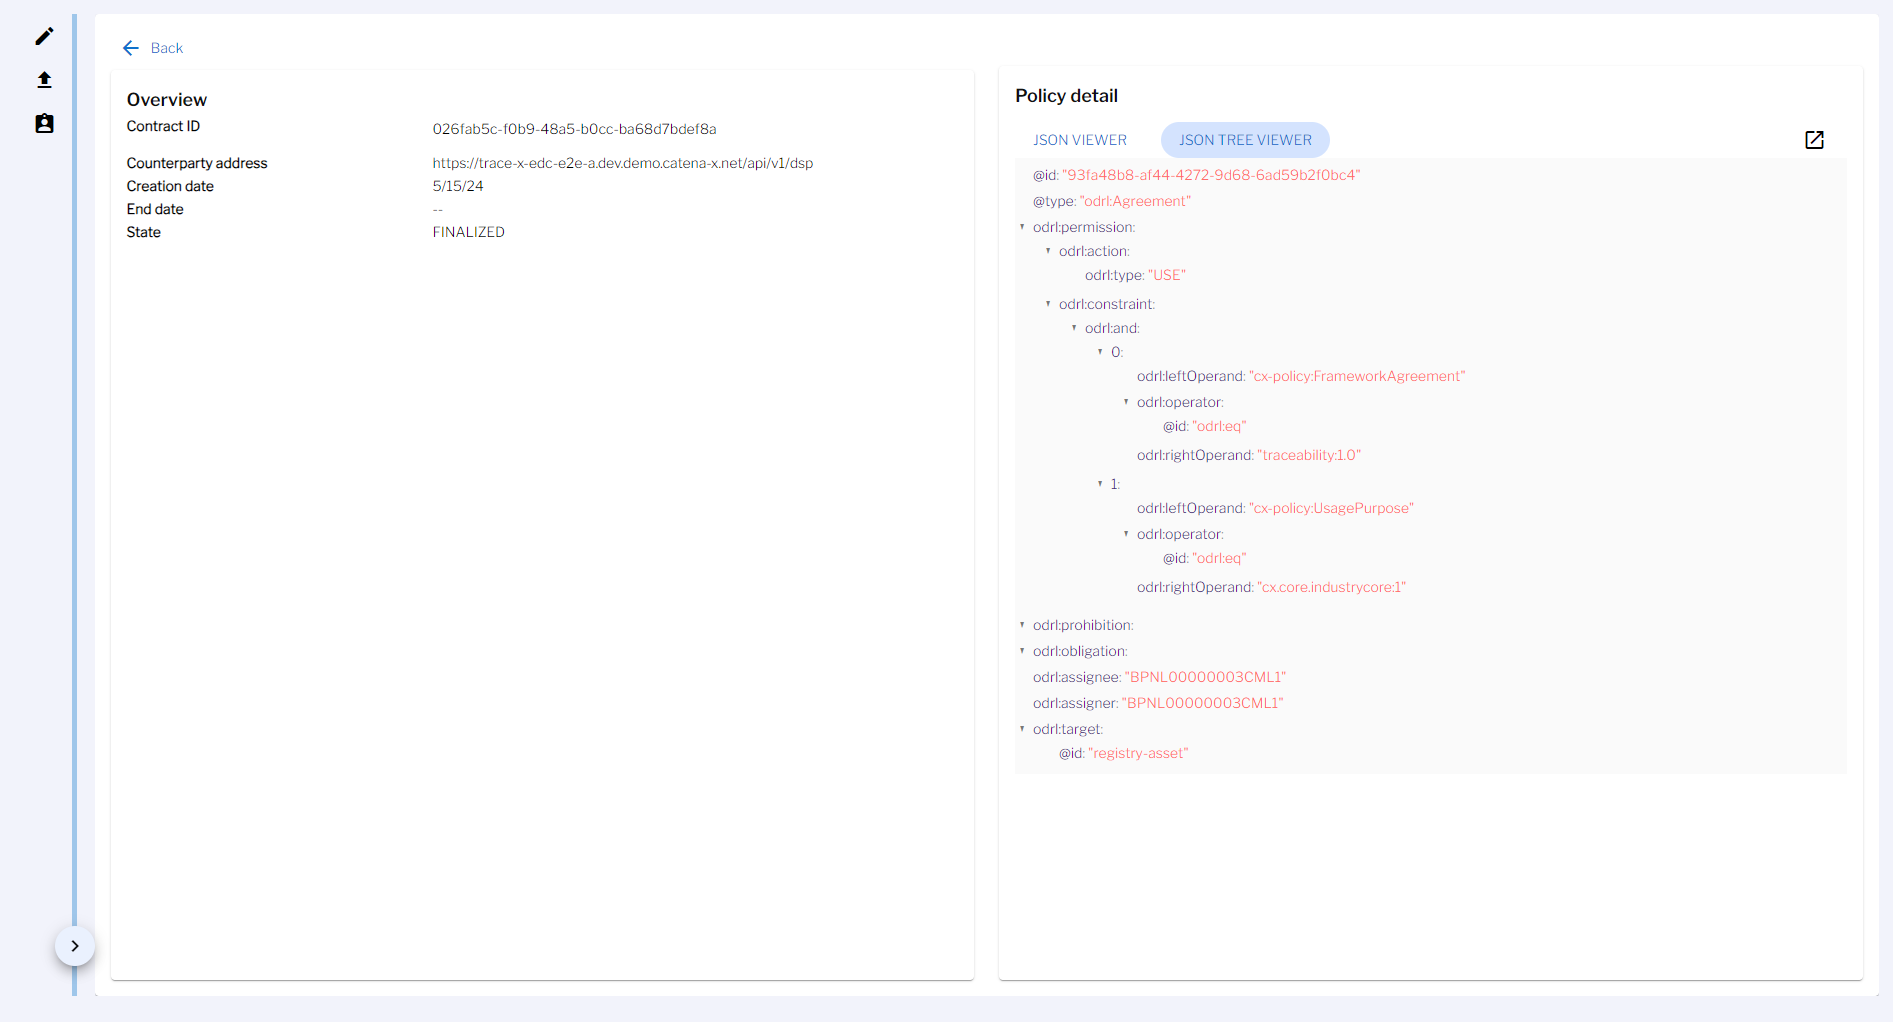 Back
Overview
Contract ID 026fab5c-f0b9-48a5-b0cc-ba68d7bdef8a
Counterparty address https://trace-x-edc-e2e-a.dev.demo.catena-x.net/api/v1/dsp
Creation date 5/15/24
End date --
State FINALIZED
Policy detail
JSON VIEWER JSON TREE VIEWER
@id: "93fa48b8-af44-4272-9d68-6ad59b2f0bc4"
@type: "odrl:Agreement"
odrl:permission:
odrl:action:
odrl:type: "USE"
odrl:constraint:
odrl:and:
0:
odrl:leftOperand: "cx-policy:FrameworkAgreement"
odrl:operator:
@id: "odrl:eq"
odrl:rightOperand: "traceability:1.0"
1:
odrl:leftOperand: "cx-policy:UsagePurpose"
odrl:operator:
@id: "odrl:eq"
odrl:rightOperand: "cx.core.industrycore:1"
odrl:prohibition:
odrl:obligation:
odrl:assignee: "BPNL00000003CML1"
odrl:assigner: "BPNL00000003CML1"
odrl:target:
@id: "registry-asset"